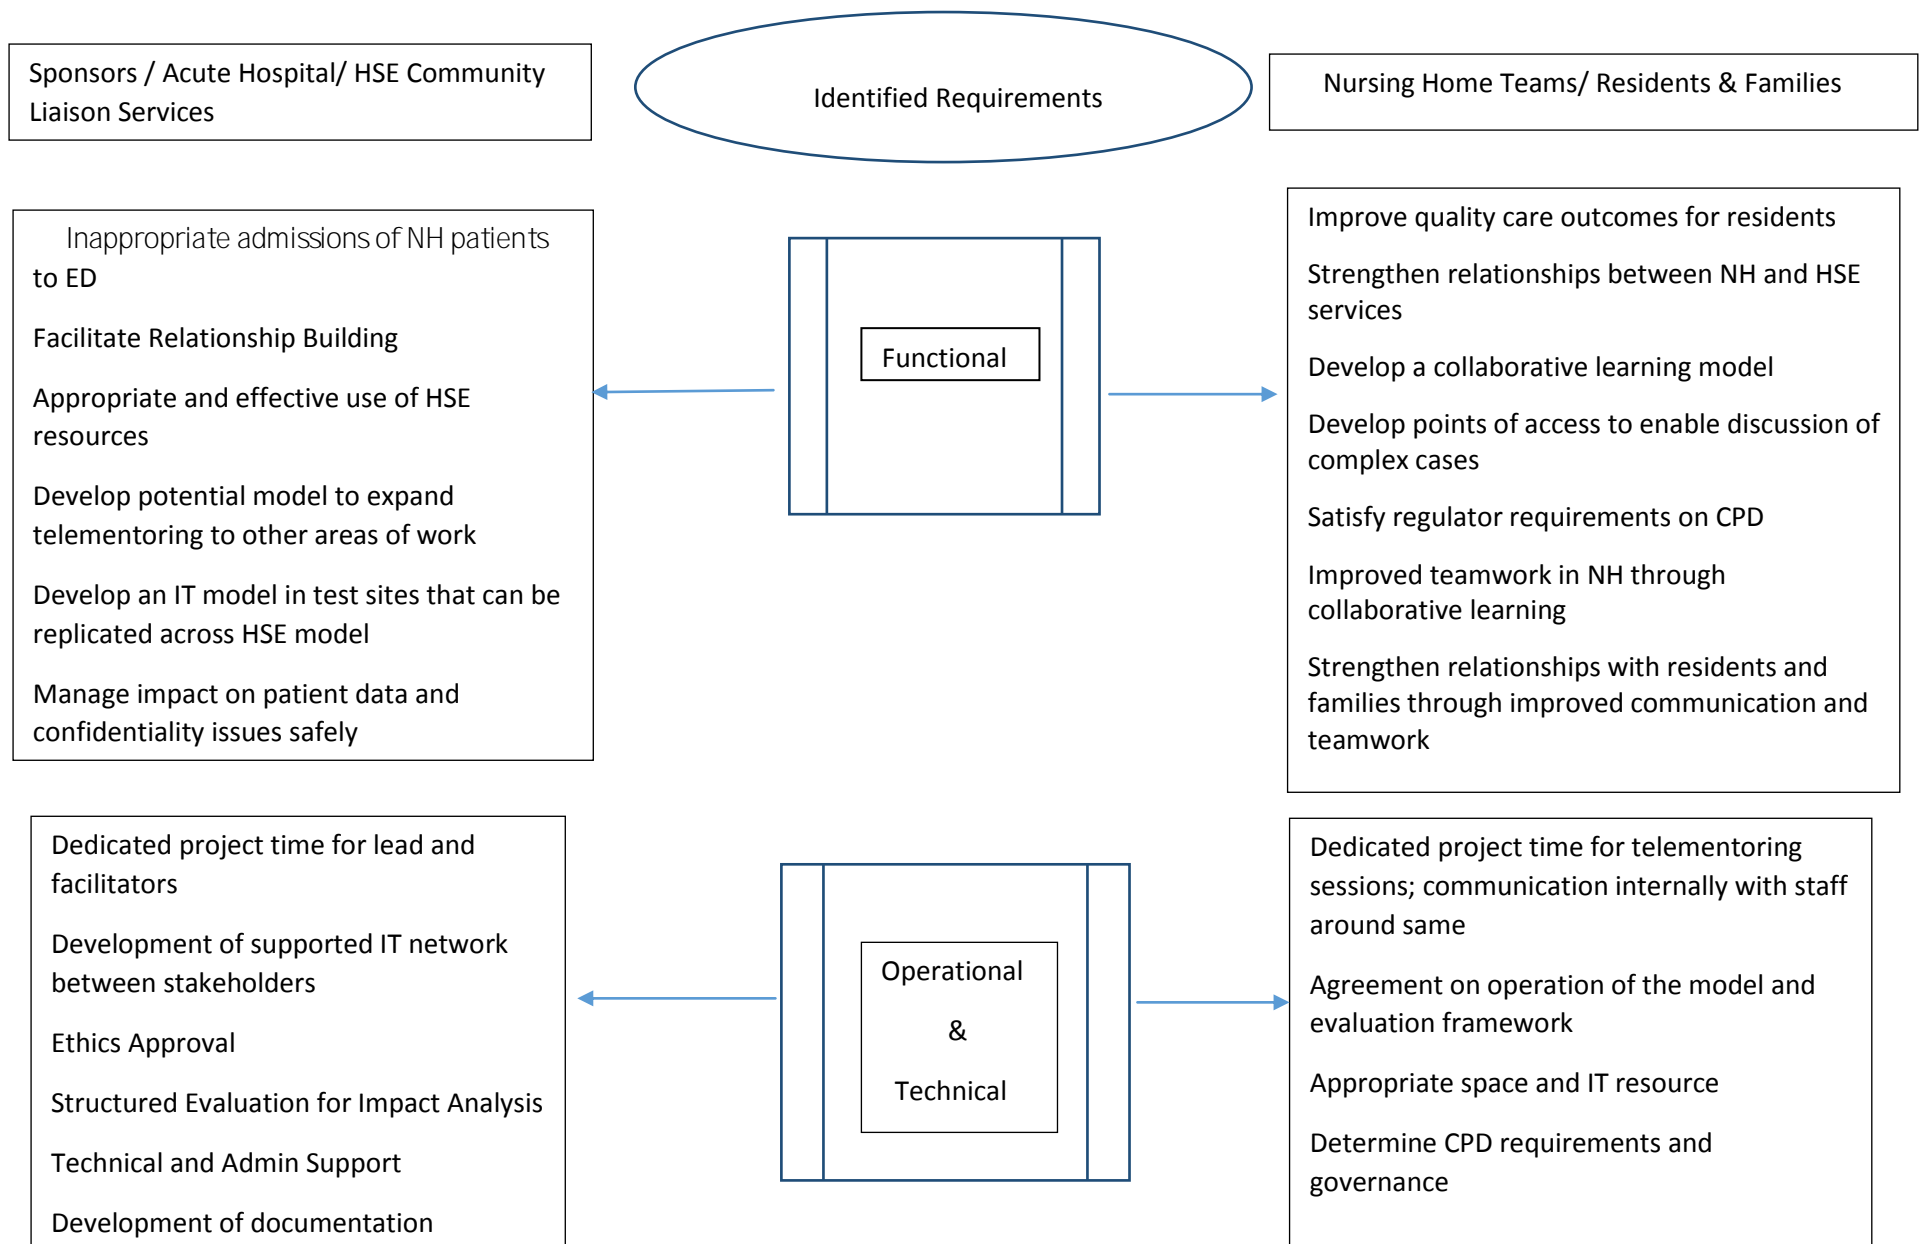 Sponsors / Acute Hospital/ HSE Community
Liaison Services
Identified Requirements
Nursing Home Teams/ Residents & Families
Inappropriate admissions of NH patients
to ED
Facilitate Relationship Building
Appropriate and effective use of HSE
resources
Develop potential model to expand
telementoring to other areas of work
Develop an IT model in test sites that can be
replicated across HSE model
Manage impact on patient data and
confidentiality issues safely
Functional
Improve quality care outcomes for residents
Strengthen relationships between NH and HSE
services
Develop a collaborative learning model
Develop points of access to enable discussion of
complex cases
Satisfy regulator requirements on CPD
Improved teamwork in NH through
collaborative learning
Strengthen relationships with residents and
families through improved communication and
teamwork
Dedicated project time for lead and
facilitators
Development of supported IT network
between stakeholders
Ethics Approval
Structured Evaluation for Impact Analysis
Technical and Admin Support
Development of documentation
Operational
&
Technical
Dedicated project time for telementoring
sessions; communication internally with staff
around same
Agreement on operation of the model and
evaluation framework
Appropriate space and IT resource
Determine CPD requirements and
governance